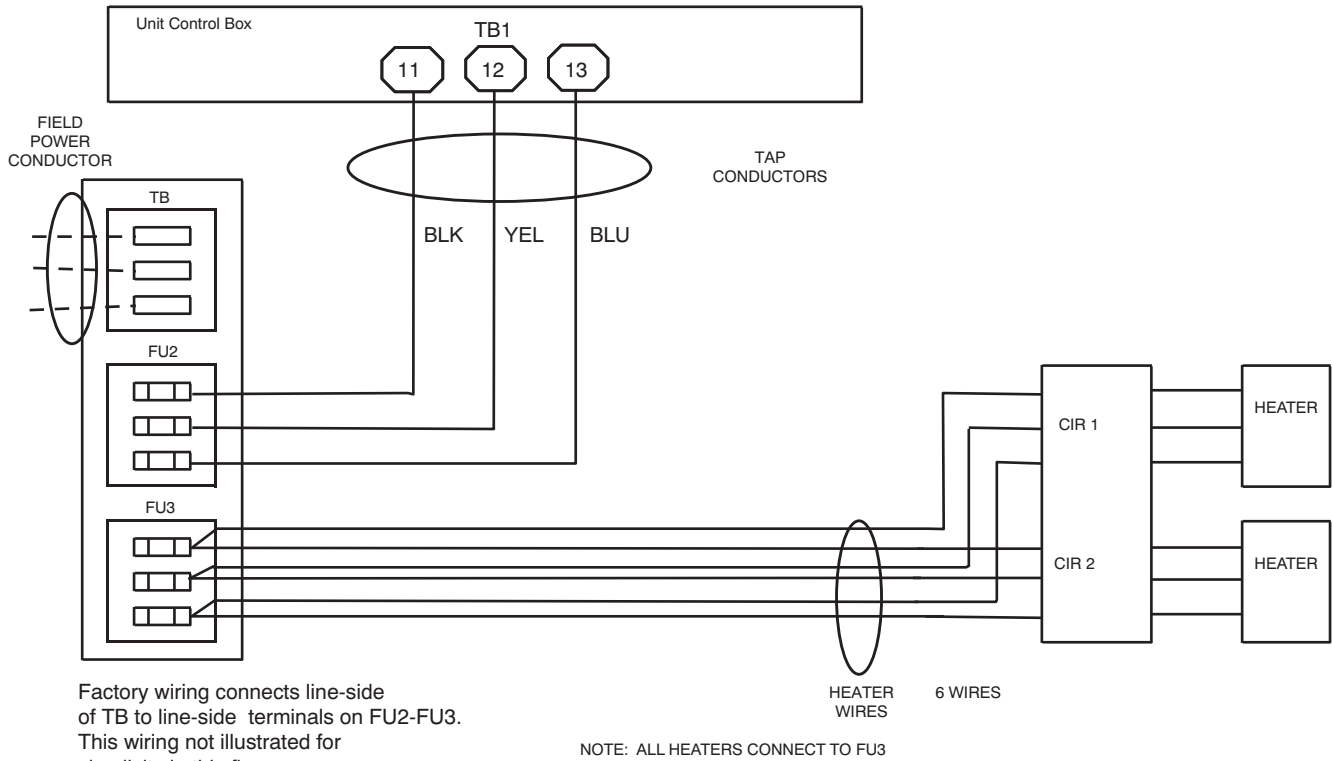 Unit Control Box
TB1
11 12 13
FIELD
POWER
CONDUCTOR
TAP
CONDUCTORS
TB
BLK YEL BLU
FU2
HEATER
CIR 1
FU3
CIR 2
HEATER
HEATER
WIRES
6 WIRES
Factory wiring connects line-side
of TB to line-side terminals on FU2-FU3.
This wiring not illustrated for
NOTE: ALL HEATERS CONNECT TO FU3